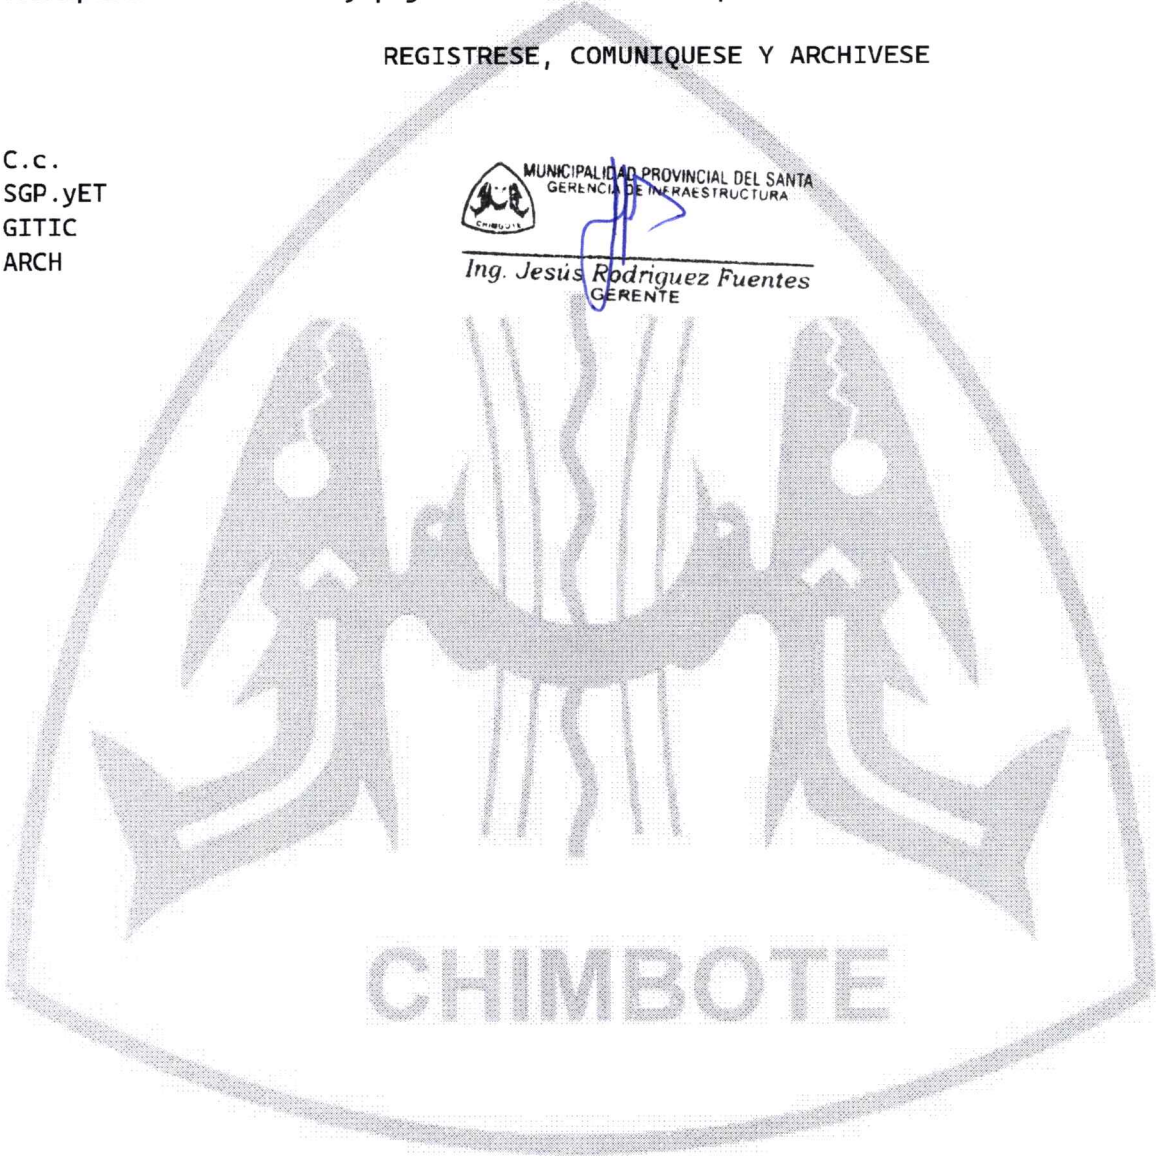 REGISTRESE, COMUNIQUESE Y ARCHIVESE
C.c.
SGP.yET
GITIC
ARCH
MUNICIPALIDAD PROVINCIAL DEL SANTA
GERENCIA DE INFRAESTRUCTURA
CHIMBOTE
Ing. Jesús Rodriguez Fuentes
GERENTE
CHIMBOTE